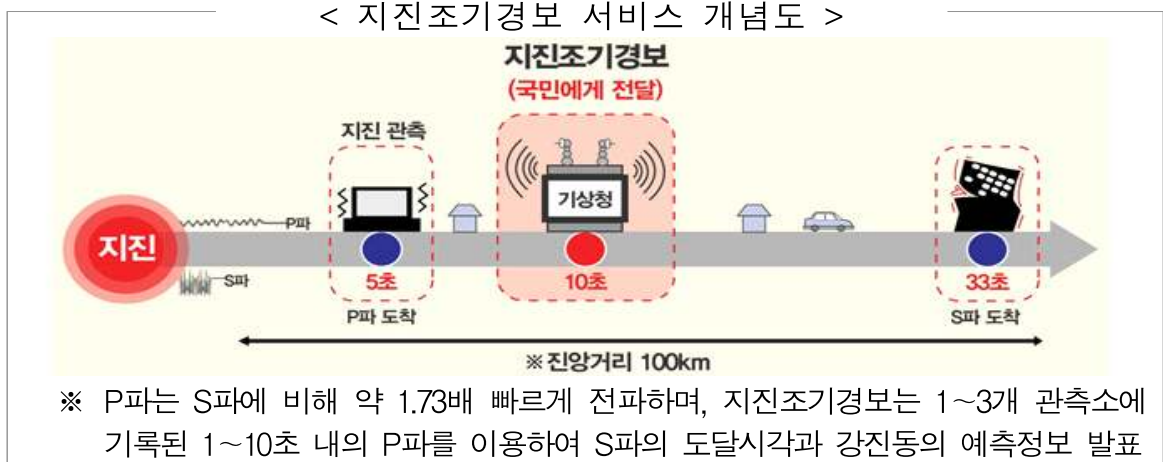 < 지진조기경보 서비스 개념도 >
지진조기경보
(국민에게 전달)
지진 관측
기상청
P파
지진
S파
5초
10초
33초
P파 도착
S파 도착
※진앙거리 100km
※ P파는 S파에 비해 약 1.73배 빠르게 전파하며, 지진조기경보는 1~3개 관측소에
기록된 1~10초 내의 P파를 이용하여 S파의 도달시각과 강진동의 예측정보 발표